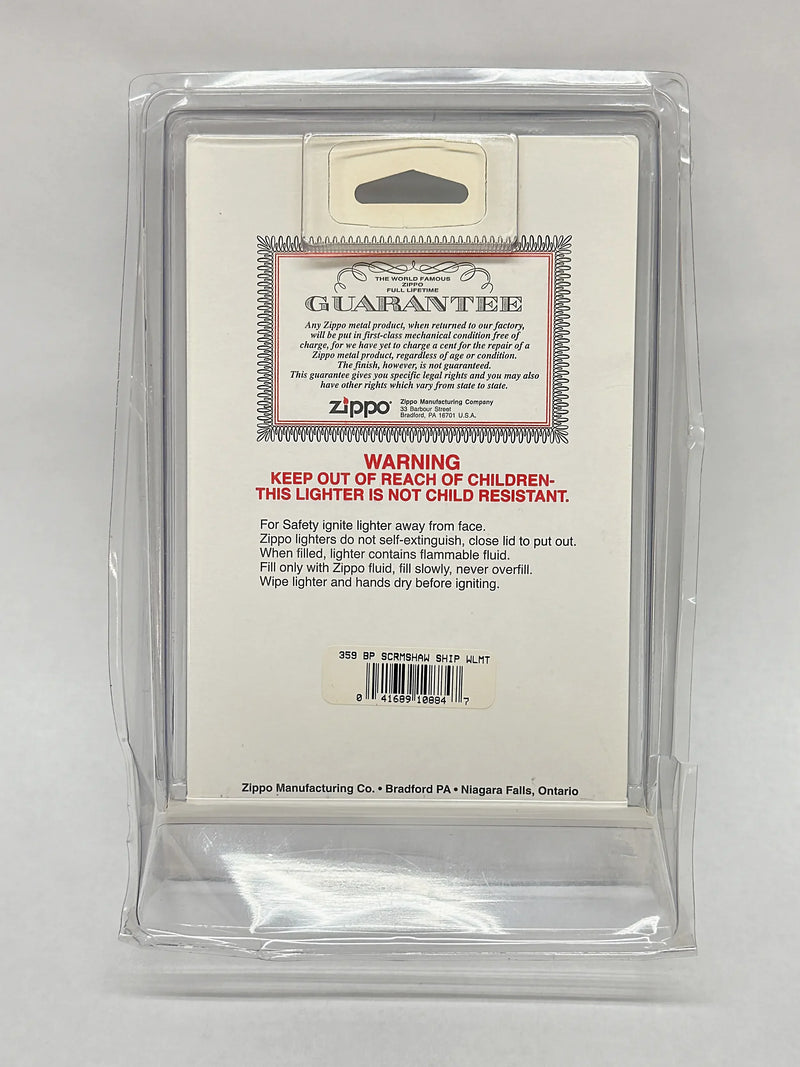 THE WORLD FAMOUS
ZIPPO
FULL LIFETIME
GUARANTEE
Any Zippo metal product, when returned to our factory,
will be put in first-class mechanical condition free of
charge, for we have yet to charge a cent for the repair of a
Zippo metal product, regardless of age or condition.
The finish, however, is not guaranteed.
This guarantee gives you specific legal rights and you may also
have other rights which vary from state to state.
zippo®
Zippo Manufacturing Company
33 Barbour Street
Bradford, PA 16701 U.S.A.
WARNING
KEEP OUT OF REACH OF CHILDREN-
THIS LIGHTER IS NOT CHILD RESISTANT.
For Safety ignite lighter away from face.
Zippo lighters do not self-extinguish, close lid to put out.
When filled, lighter contains flammable fluid.
Fill only with Zippo fluid, fill slowly, never overfill.
Wipe lighter and hands dry before igniting.
359 BP SCRMSHAW SHIP WLMT
0 41689 10884 7
Zippo Manufacturing Co. • Bradford PA • Niagara Falls, Ontario